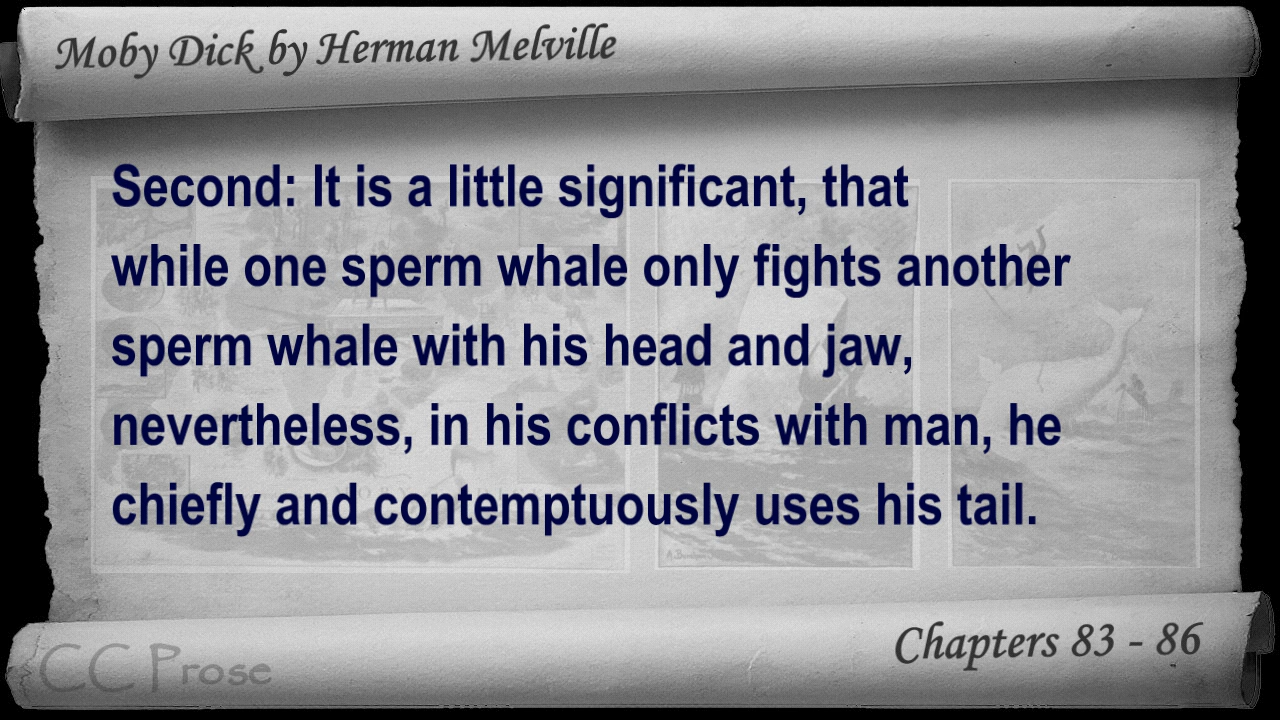 Moby Dick by Herman Melville
Second: It is a little significant, that
while one sperm whale only fights another
sperm whale with his head and jaw,
nevertheless, in his conflicts with man, he
chiefly and contemptuously uses his tail.
Chapters 83 - 86
CC Prose